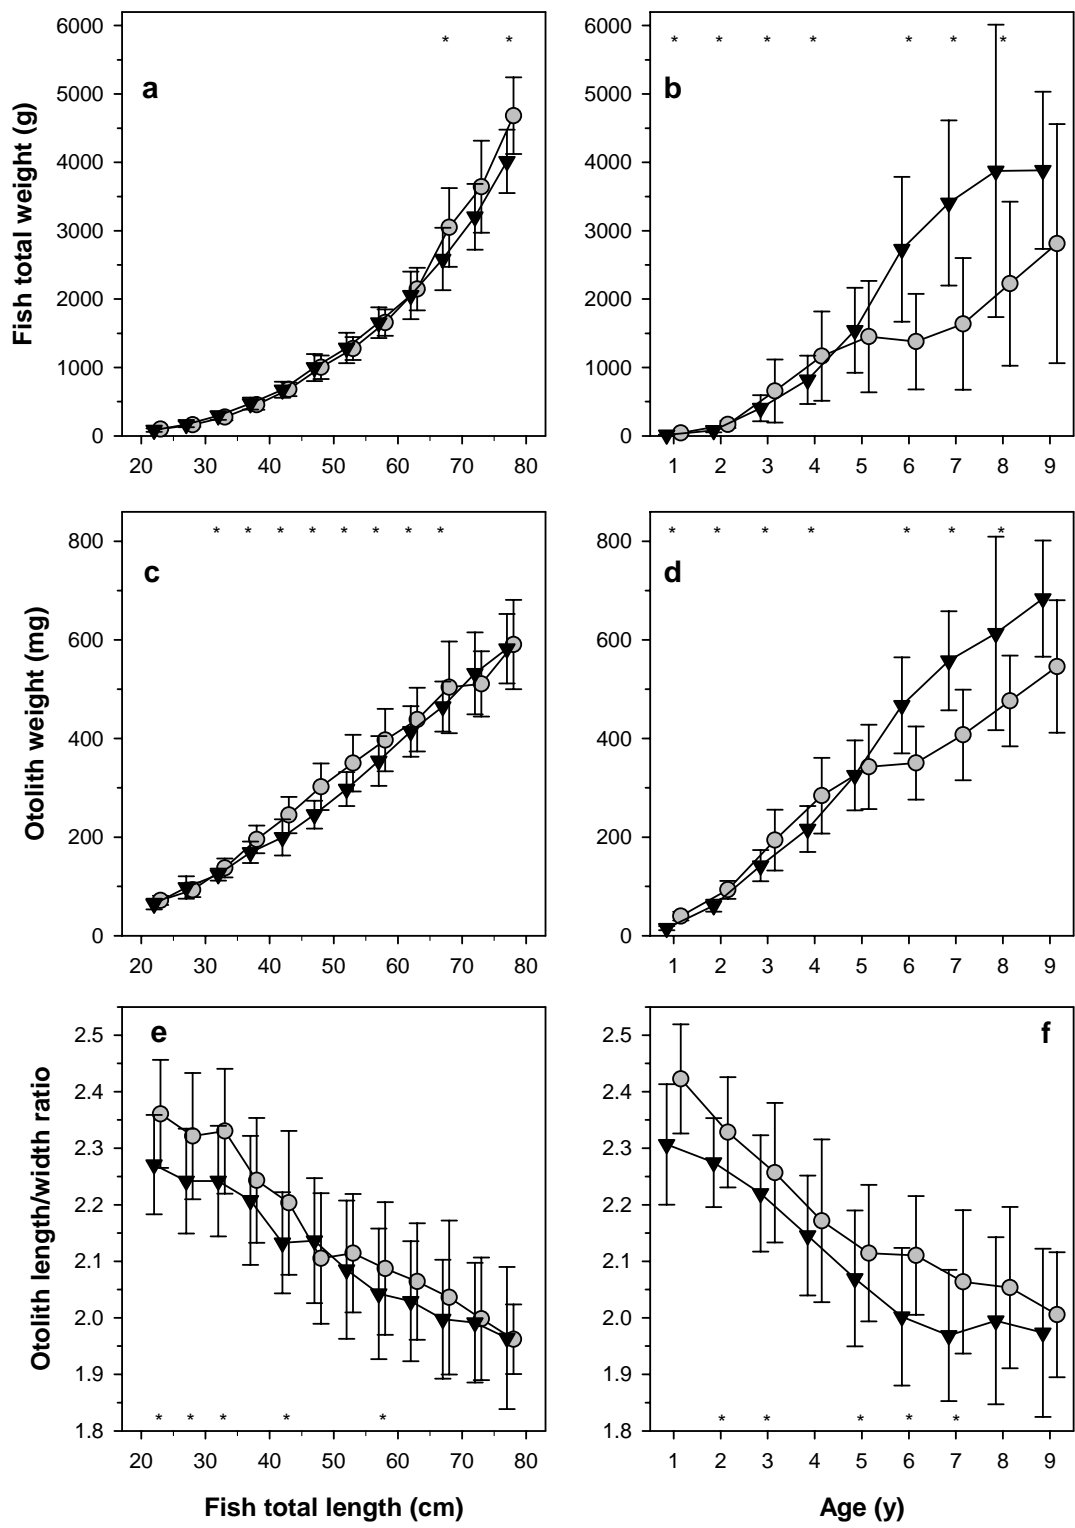 6000
5000
4000
3000
2000
1000
0
Fish total weight (g)
a
* *
20 30 40 50 60 70 80
b
* * * * * * *
6000
5000
4000
3000
2000
1000
0
1 2 3 4 5 6 7 8 9
800
600
400
200
0
Otolith weight (mg)
c
* * * * * * * *
20 30 40 50 60 70 80
d
* * * * * * *
800
600
400
200
0
1 2 3 4 5 6 7 8 9
2.5
2.4
2.3
2.2
2.1
2.0
1.9
1.8
Otolith length/width ratio
e
* * * * *
20 30 40 50 60 70 80
Fish total length (cm)
f
2.5
2.4
2.3
2.2
2.1
2.0
1.9
1.8
* * * * *
1 2 3 4 5 6 7 8 9
Age (y)